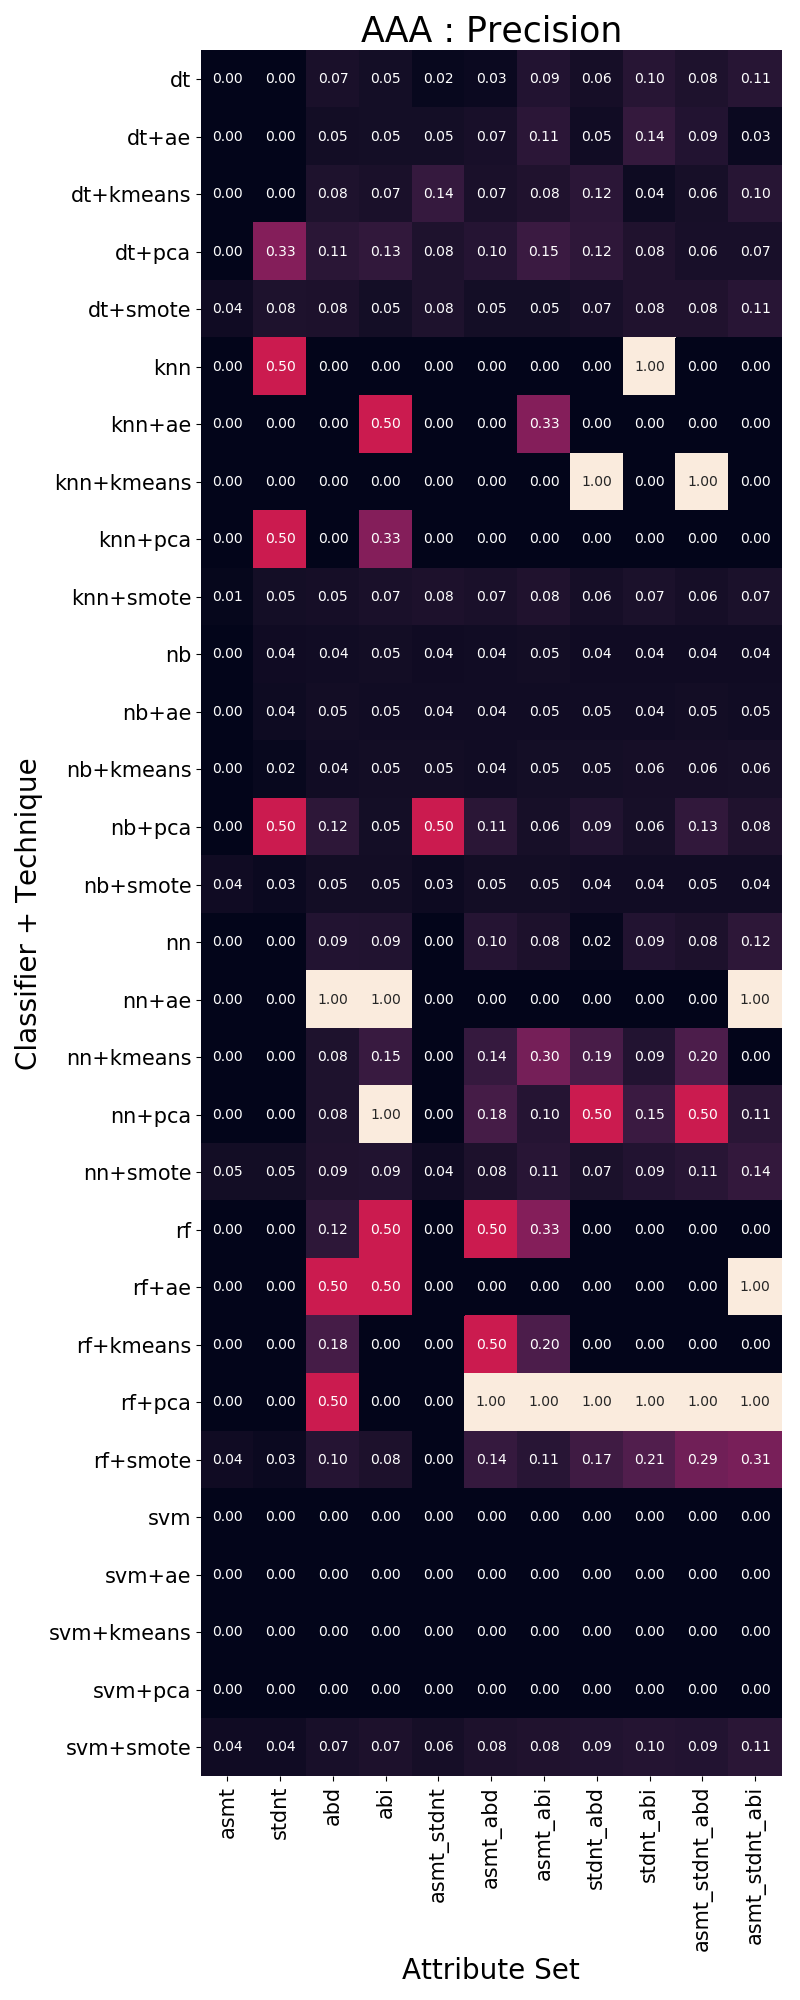 AAA : Precision
Classifier + Technique
dt 0.00 0.00 0.07 0.05 0.02 0.03 0.09 0.06 0.10 0.08 0.11
dt+ae 0.00 0.00 0.05 0.05 0.05 0.07 0.11 0.05 0.14 0.09 0.03
dt+kmeans 0.00 0.00 0.08 0.07 0.14 0.07 0.08 0.12 0.04 0.06 0.10
dt+pca 0.00 0.33 0.11 0.13 0.08 0.10 0.15 0.12 0.08 0.06 0.07
dt+smote 0.04 0.08 0.08 0.05 0.08 0.05 0.05 0.07 0.08 0.08 0.11
knn 0.00 0.50 0.00 0.00 0.00 0.00 0.00 0.00 1.00 0.00 0.00
knn+ae 0.00 0.00 0.00 0.50 0.00 0.00 0.33 0.00 0.00 0.00 0.00
knn+kmeans 0.00 0.00 0.00 0.00 0.00 0.00 0.00 1.00 0.00 1.00 0.00
knn+pca 0.00 0.50 0.00 0.33 0.00 0.00 0.00 0.00 0.00 0.00 0.00
knn+smote 0.01 0.05 0.05 0.07 0.08 0.07 0.08 0.06 0.07 0.06 0.07
nb 0.00 0.04 0.04 0.05 0.04 0.04 0.05 0.04 0.04 0.04 0.04
nb+ae 0.00 0.04 0.05 0.05 0.04 0.04 0.05 0.05 0.04 0.05 0.05
nb+kmeans 0.00 0.02 0.04 0.05 0.05 0.04 0.05 0.05 0.06 0.06 0.06
nb+pca 0.00 0.50 0.12 0.05 0.50 0.11 0.06 0.09 0.06 0.13 0.08
nb+smote 0.04 0.03 0.05 0.05 0.03 0.05 0.05 0.04 0.04 0.05 0.04
nn 0.00 0.00 0.09 0.09 0.00 0.10 0.08 0.02 0.09 0.08 0.12
nn+ae 0.00 0.00 1.00 1.00 0.00 0.00 0.00 0.00 0.00 0.00 1.00
nn+kmeans 0.00 0.00 0.08 0.15 0.00 0.14 0.30 0.19 0.09 0.20 0.00
nn+pca 0.00 0.00 0.08 1.00 0.00 0.18 0.10 0.50 0.15 0.50 0.11
nn+smote 0.05 0.05 0.09 0.09 0.04 0.08 0.11 0.07 0.09 0.11 0.14
rf 0.00 0.00 0.12 0.50 0.00 0.50 0.33 0.00 0.00 0.00 0.00
rf+ae 0.00 0.00 0.50 0.50 0.00 0.00 0.00 0.00 0.00 0.00 1.00
rf+kmeans 0.00 0.00 0.18 0.00 0.00 0.50 0.20 0.00 0.00 0.00 0.00
rf+pca 0.00 0.00 0.50 0.00 0.00 1.00 1.00 1.00 1.00 1.00 1.00
rf+smote 0.04 0.03 0.10 0.08 0.00 0.14 0.11 0.17 0.21 0.29 0.31
svm 0.00 0.00 0.00 0.00 0.00 0.00 0.00 0.00 0.00 0.00 0.00
svm+ae 0.00 0.00 0.00 0.00 0.00 0.00 0.00 0.00 0.00 0.00 0.00
svm+kmeans 0.00 0.00 0.00 0.00 0.00 0.00 0.00 0.00 0.00 0.00 0.00
svm+pca 0.00 0.00 0.00 0.00 0.00 0.00 0.00 0.00 0.00 0.00 0.00
svm+smote 0.04 0.04 0.07 0.07 0.06 0.08 0.08 0.09 0.10 0.09 0.11
asmt
stdnt
abd
abi
asmt_stdnt
asmt_abd
asmt_abi
stdnt_abd
stdnt_abi
asmt_stdnt_abd
asmt_stdnt_abi
Attribute Set